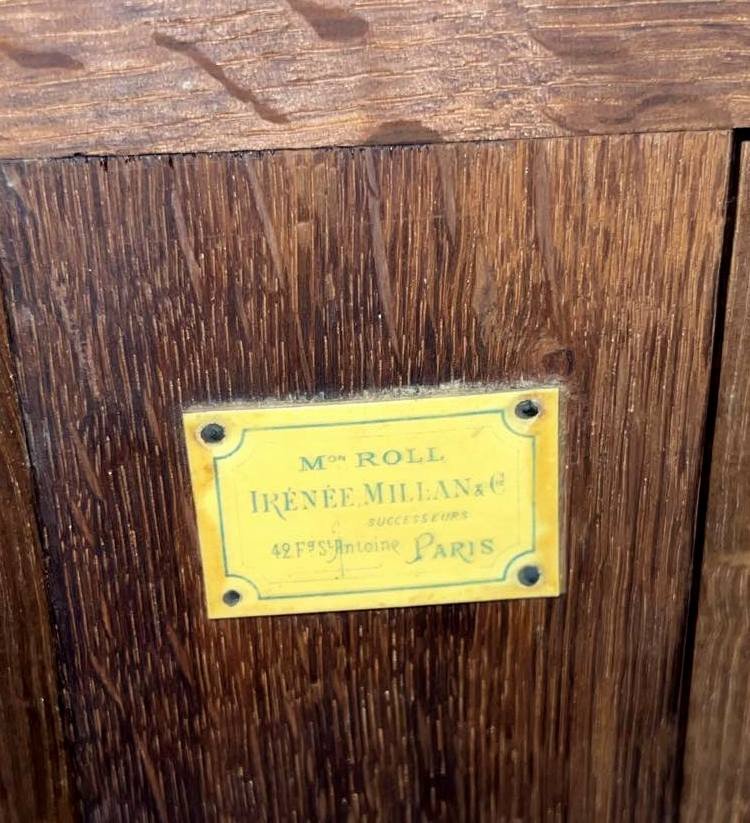 Mᵒⁿ ROLL
IRÉNÉE MILLAN & Cⁱᵉ
SUCCESSEURS
42 Fᵍ Sᵗ Antoine PARIS